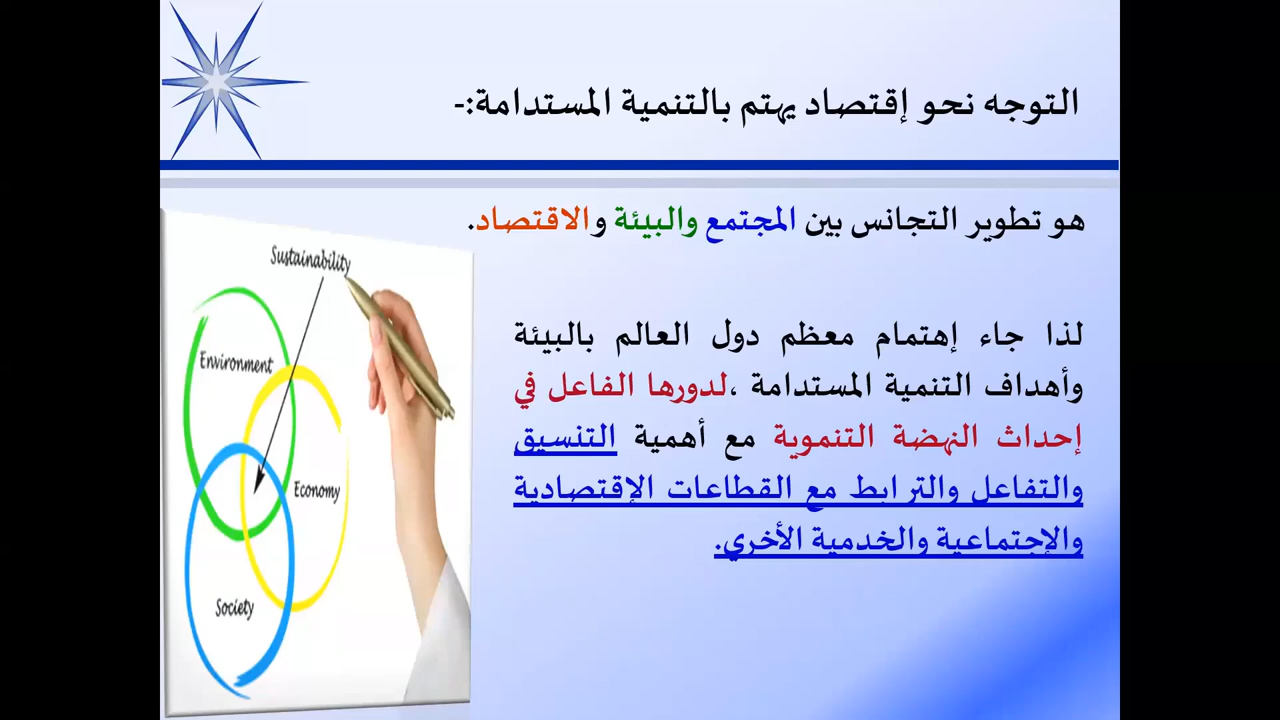 التوجه نحو إقتصاد يهتم بالتنمية المستدامة:-
هو تطوير التجانس بين المجتمع والبيئة والاقتصاد.
لذا جاء إهتمام معظم دول العالم بالبيئة
وأهداف التنمية المستدامة ،لدورها الفاعل في
إحداث النهضة التنموية مع أهمية التنسيق
والتفاعل والترابط مع القطاعات الإقتصادية
والإجتماعية والخدمية الأخري.
Sustainability
Environment
Economy
Society